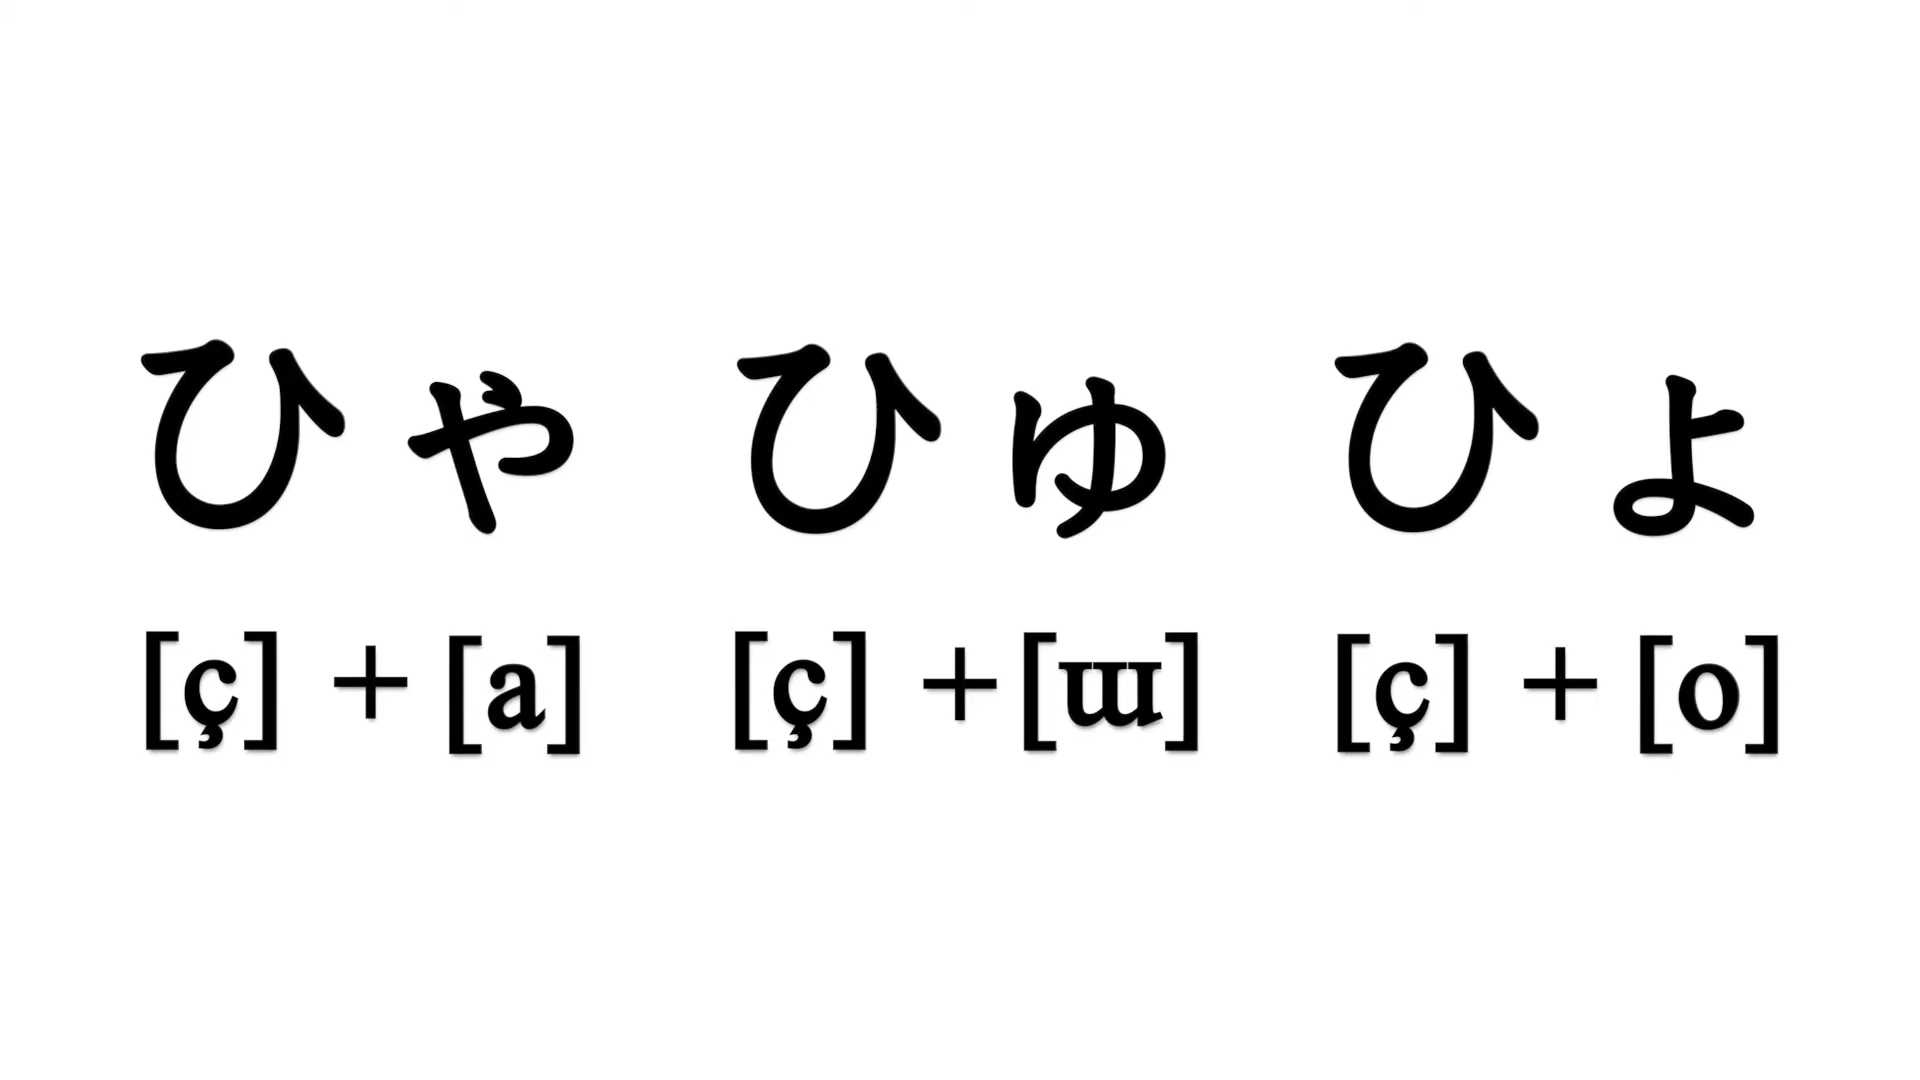 ひゃ ひゅ ひょ
[ç] + [a] [ç] + [ɯ] [ç] + [o]